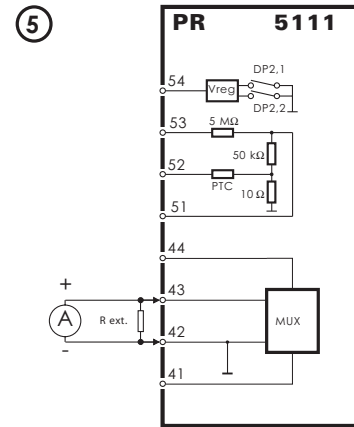 5
PR 5111
54
Vreg
DP2,1
DP2,2
53
5 MΩ
50 kΩ
52
PTC
10 Ω
51
44
+
43
A
R ext.
MUX
42
-
41